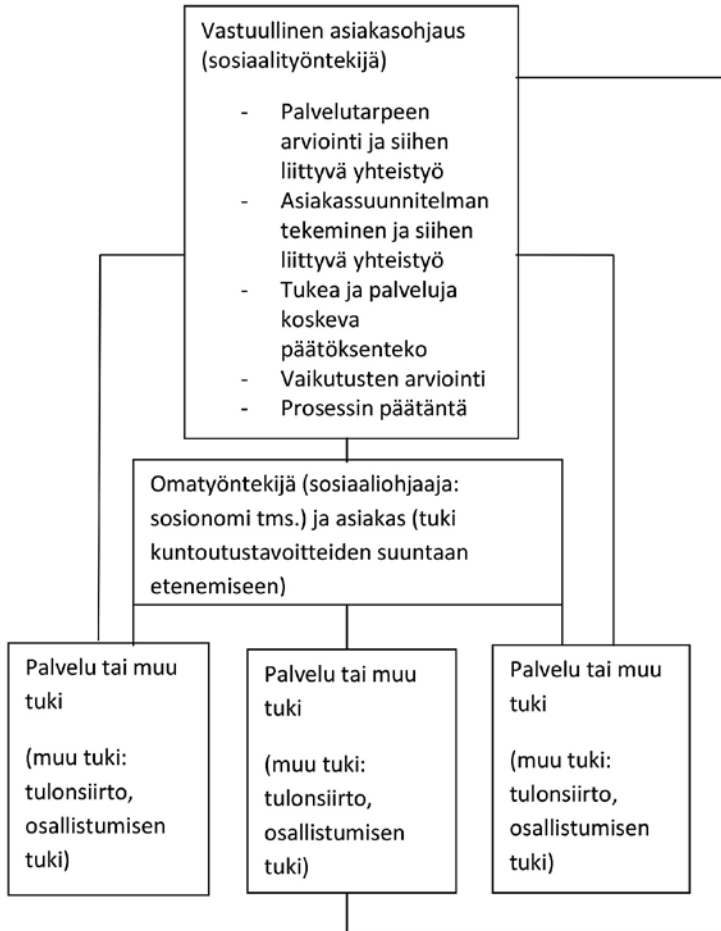 Vastuullinen asiakasohjaus
(sosiaalityöntekijä)
- Palvelutarpeen
arviointi ja siihen
liittyvä yhteistyö
- Asiakassuunnitelman
tekeminen ja siihen
liittyvä yhteistyö
- Tukea ja palveluja
koskeva
päätöksenteko
- Vaikutusten arviointi
- Prosessin päätäntä
Omatyöntekijä (sosiaaliohjaaja:
sosionomi tms.) ja asiakas (tuki
kuntoutustavoitteiden suuntaan
etenemiseen)
Palvelu tai muu
tuki
(muu tuki:
tulonsiirto,
osallistumisen
tuki)
Palvelu tai muu
tuki
(muu tuki:
tulonsiirto,
osallistumisen
tuki)
Palvelu tai muu
tuki
(muu tuki:
tulonsiirto,
osallistumisen
tuki)